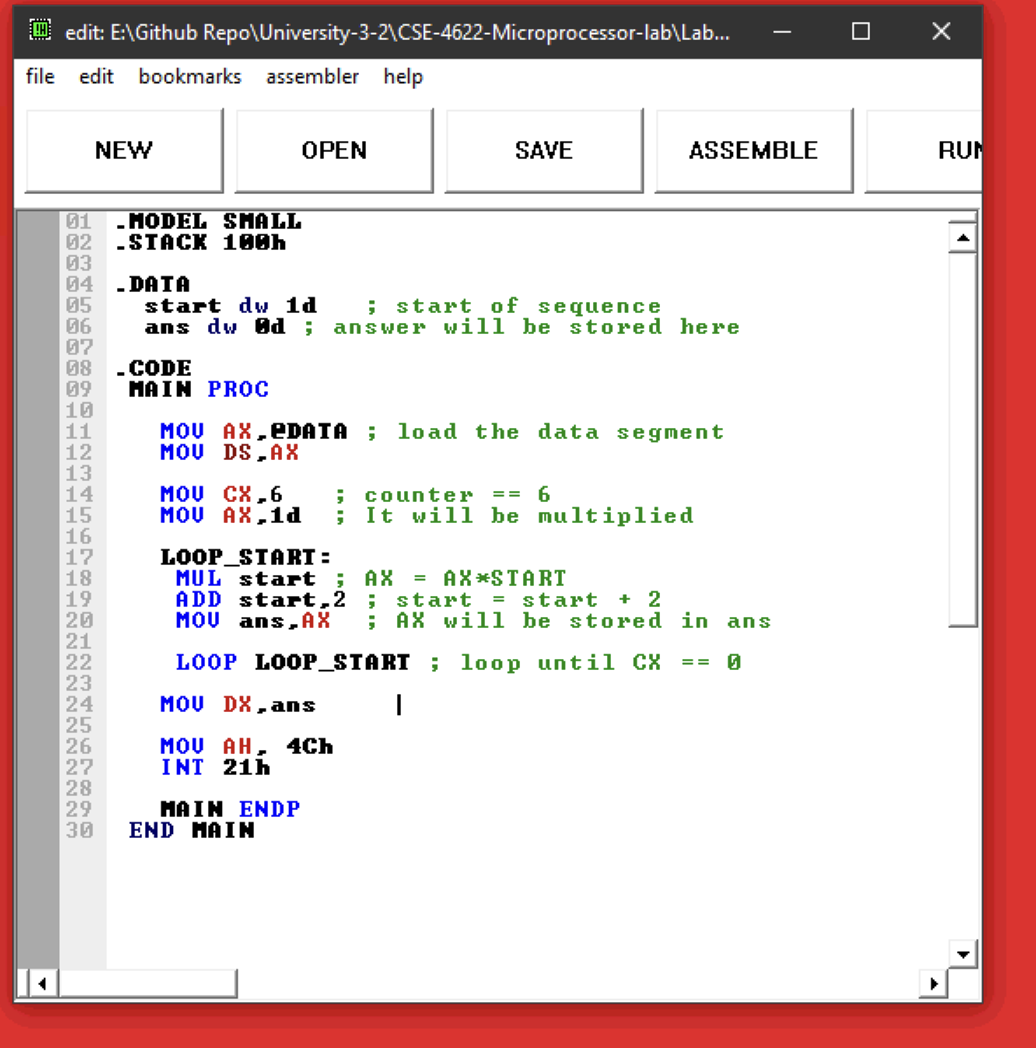 edit: E:\Github Repo\University-3-2\CSE-4622-Microprocessor-lab\Lab...
file edit bookmarks assembler help
NEW OPEN SAVE ASSEMBLE RUN
01 .MODEL SMALL
02 .STACK 100h
03
04 .DATA
05 start dw 1d ; start of sequence
06 ans dw 0d ; answer will be stored here
07
08 .CODE
09 MAIN PROC
10
11 MOV AX,@DATA ; load the data segment
12 MOV DS,AX
13
14 MOV CX,6 ; counter == 6
15 MOV AX,1d ; It will be multiplied
16
17 LOOP_START:
18 MUL start ; AX = AX*START
19 ADD start,2 ; start = start + 2
20 MOV ans,AX ; AX will be stored in ans
21
22 LOOP LOOP_START ; loop until CX == 0
23
24 MOV DX,ans
25
26 MOV AH, 4Ch
27 INT 21h
28
29 MAIN ENDP
30 END MAIN